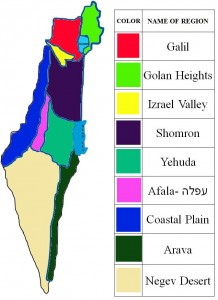 COLOR NAME OF REGION
Galil
Golan Heights
Izrael Valley
Shomron
Yehuda
Afala- עפלה
Coastal Plain
Arava
Negev Desert